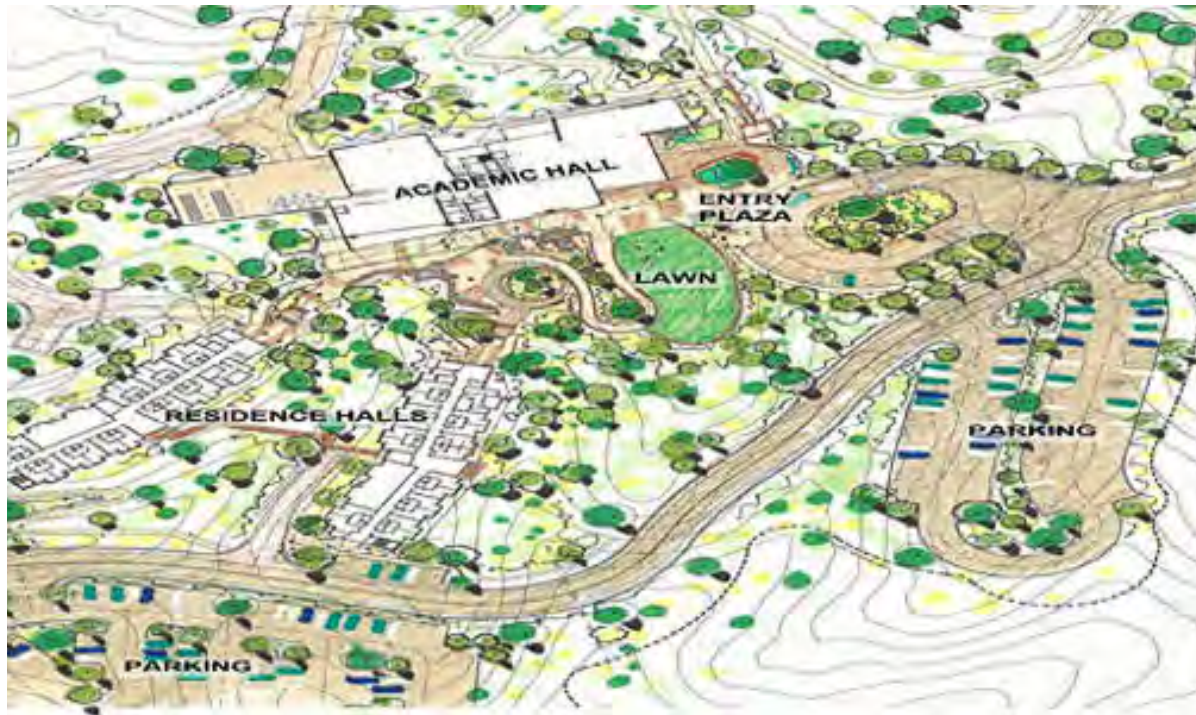 ACADEMIC HALL
ENTRY
PLAZA
LAWN
RESIDENCE HALLS
PARKING
PARKING